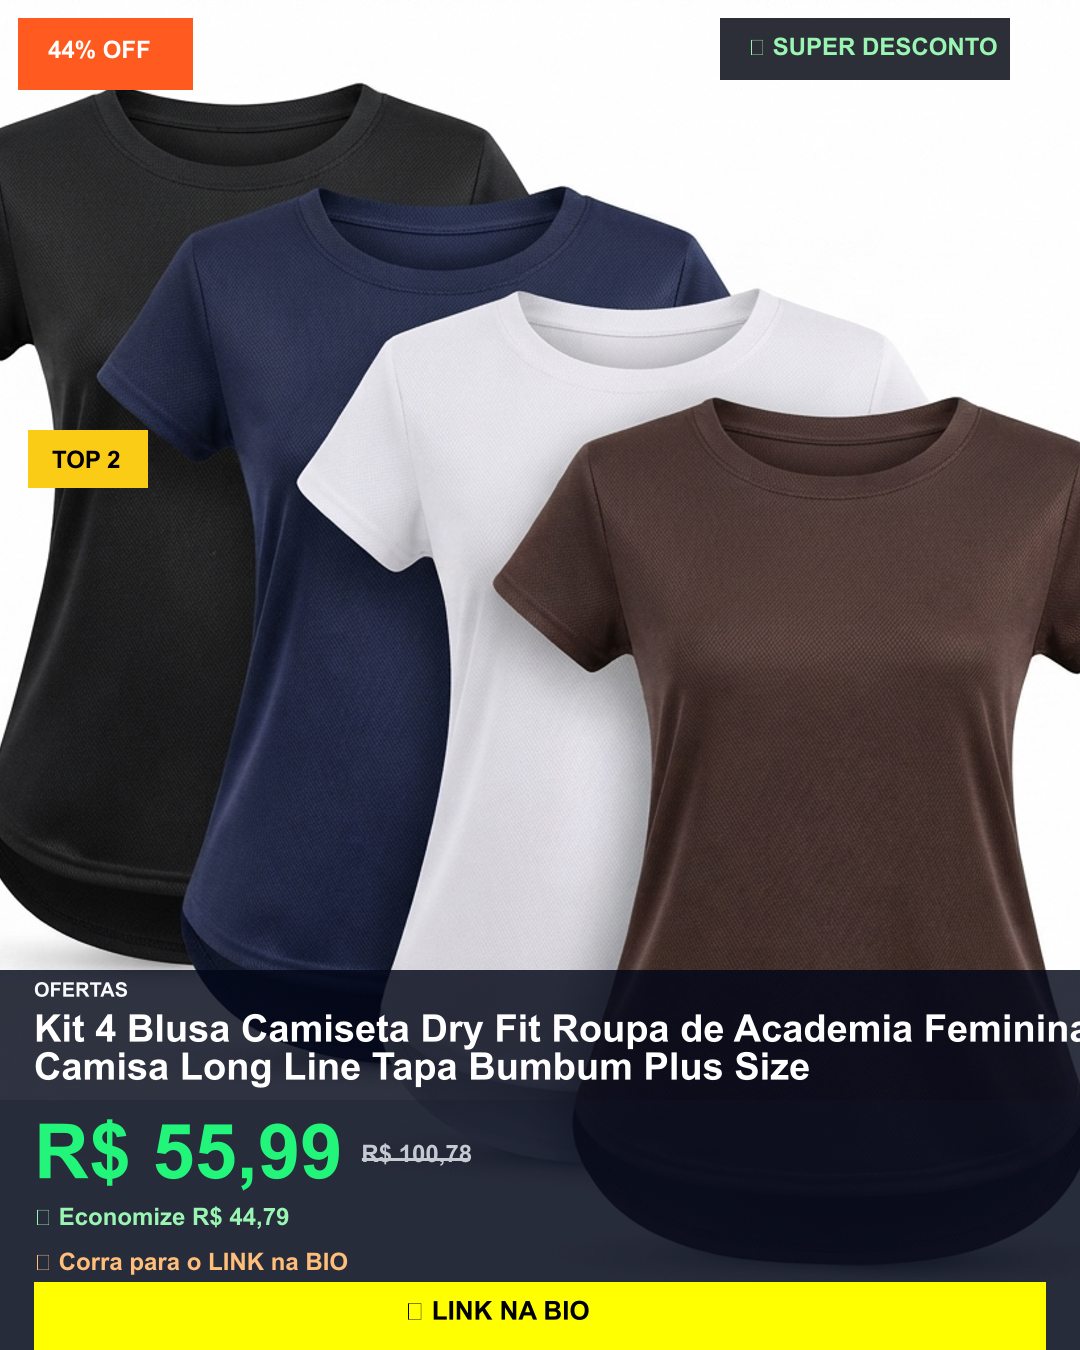 44% OFF
SUPER DESCONTO
TOP 2
OFERTAS
Kit 4 Blusa Camiseta Dry Fit Roupa de Academia Feminina
Camisa Long Line Tapa Bumbum Plus Size
R$ 55,99 R$ 100,78
Economize R$ 44,79
Corra para o LINK na BIO
LINK NA BIO